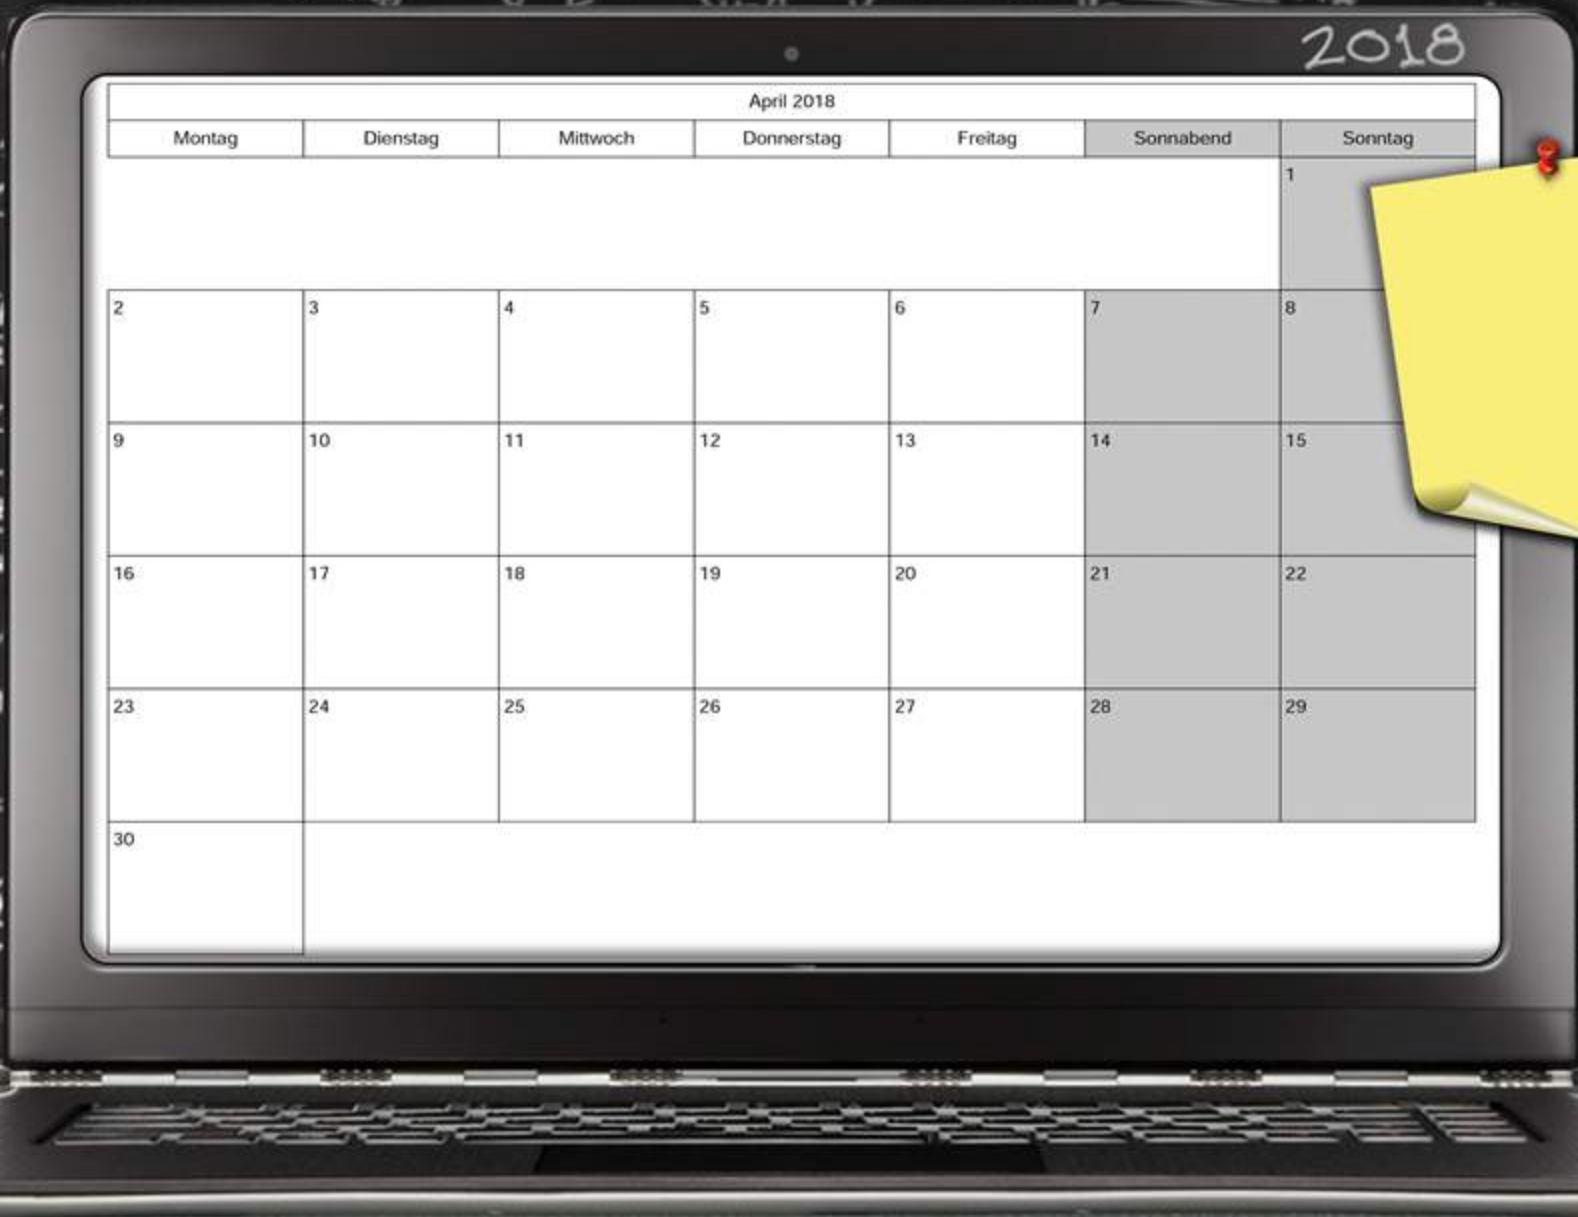 2018
April 2018
Montag Dienstag Mittwoch Donnerstag Freitag Sonnabend Sonntag
1
2 3 4 5 6 7 8
9 10 11 12 13 14 15
16 17 18 19 20 21 22
23 24 25 26 27 28 29
30